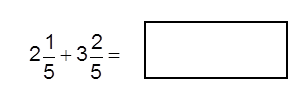 2 1/5 + 3 2/5 =